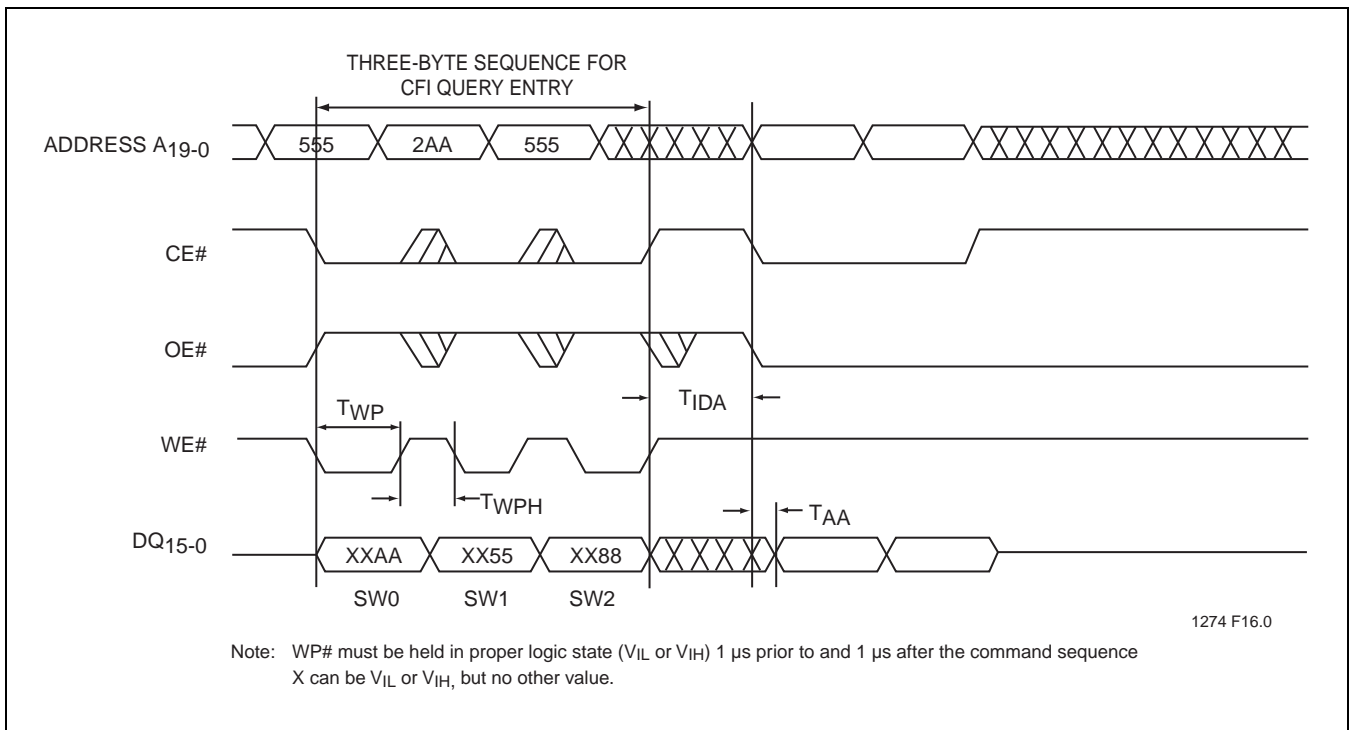 THREE-BYTE SEQUENCE FOR
CFI QUERY ENTRY
ADDRESS A19-0
555
2AA
555
CE#
OE#
TIDA
TWP
WE#
TWPH
TAA
DQ15-0
XXAA
XX55
XX88
SW0
SW1
SW2
1274 F16.0
Note: WP# must be held in proper logic state (VIL or VIH) 1 µs prior to and 1 µs after the command sequence
X can be VIL or VIH, but no other value.